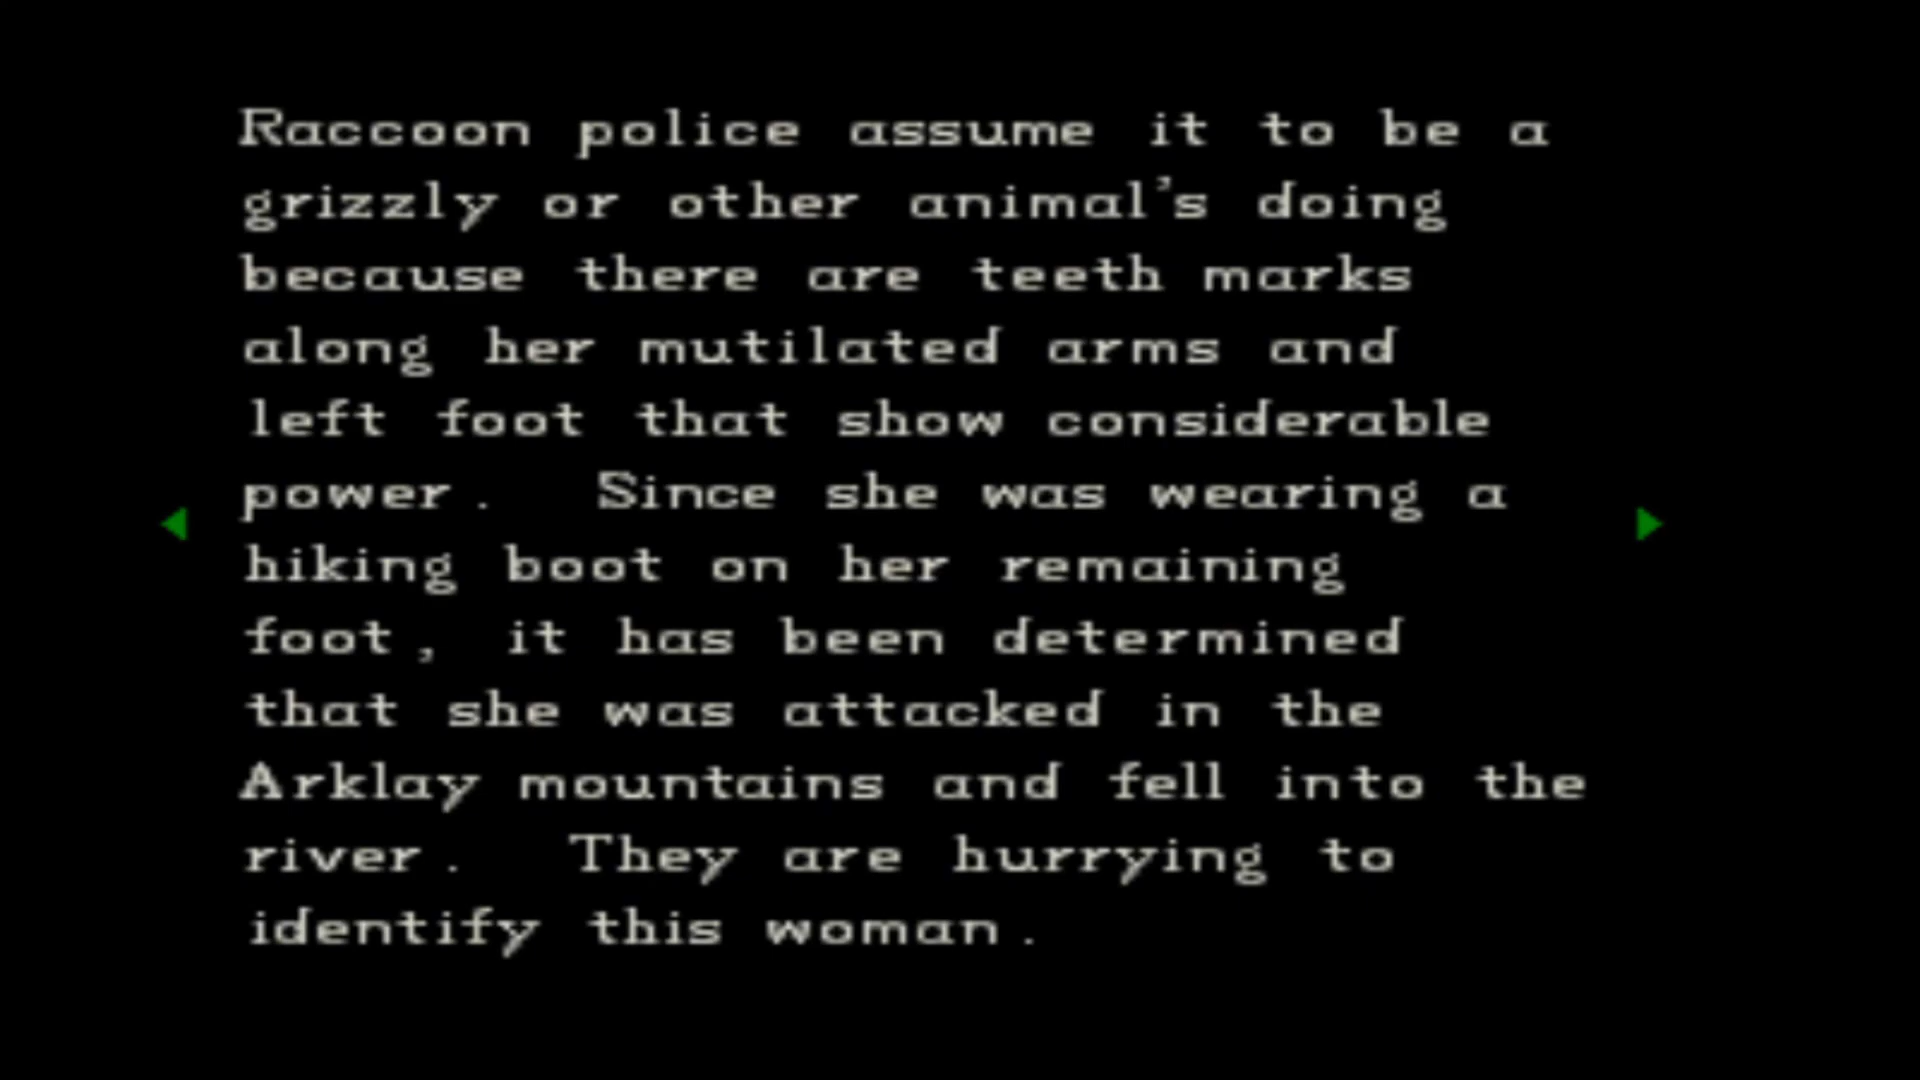 Raccoon police assume it to be a
grizzly or other animal's doing
because there are teeth marks
along her mutilated arms and
left foot that show considerable
power. Since she was wearing a
hiking boot on her remaining
foot, it has been determined
that she was attacked in the
Arklay mountains and fell into the
river. They are hurrying to
identify this woman.